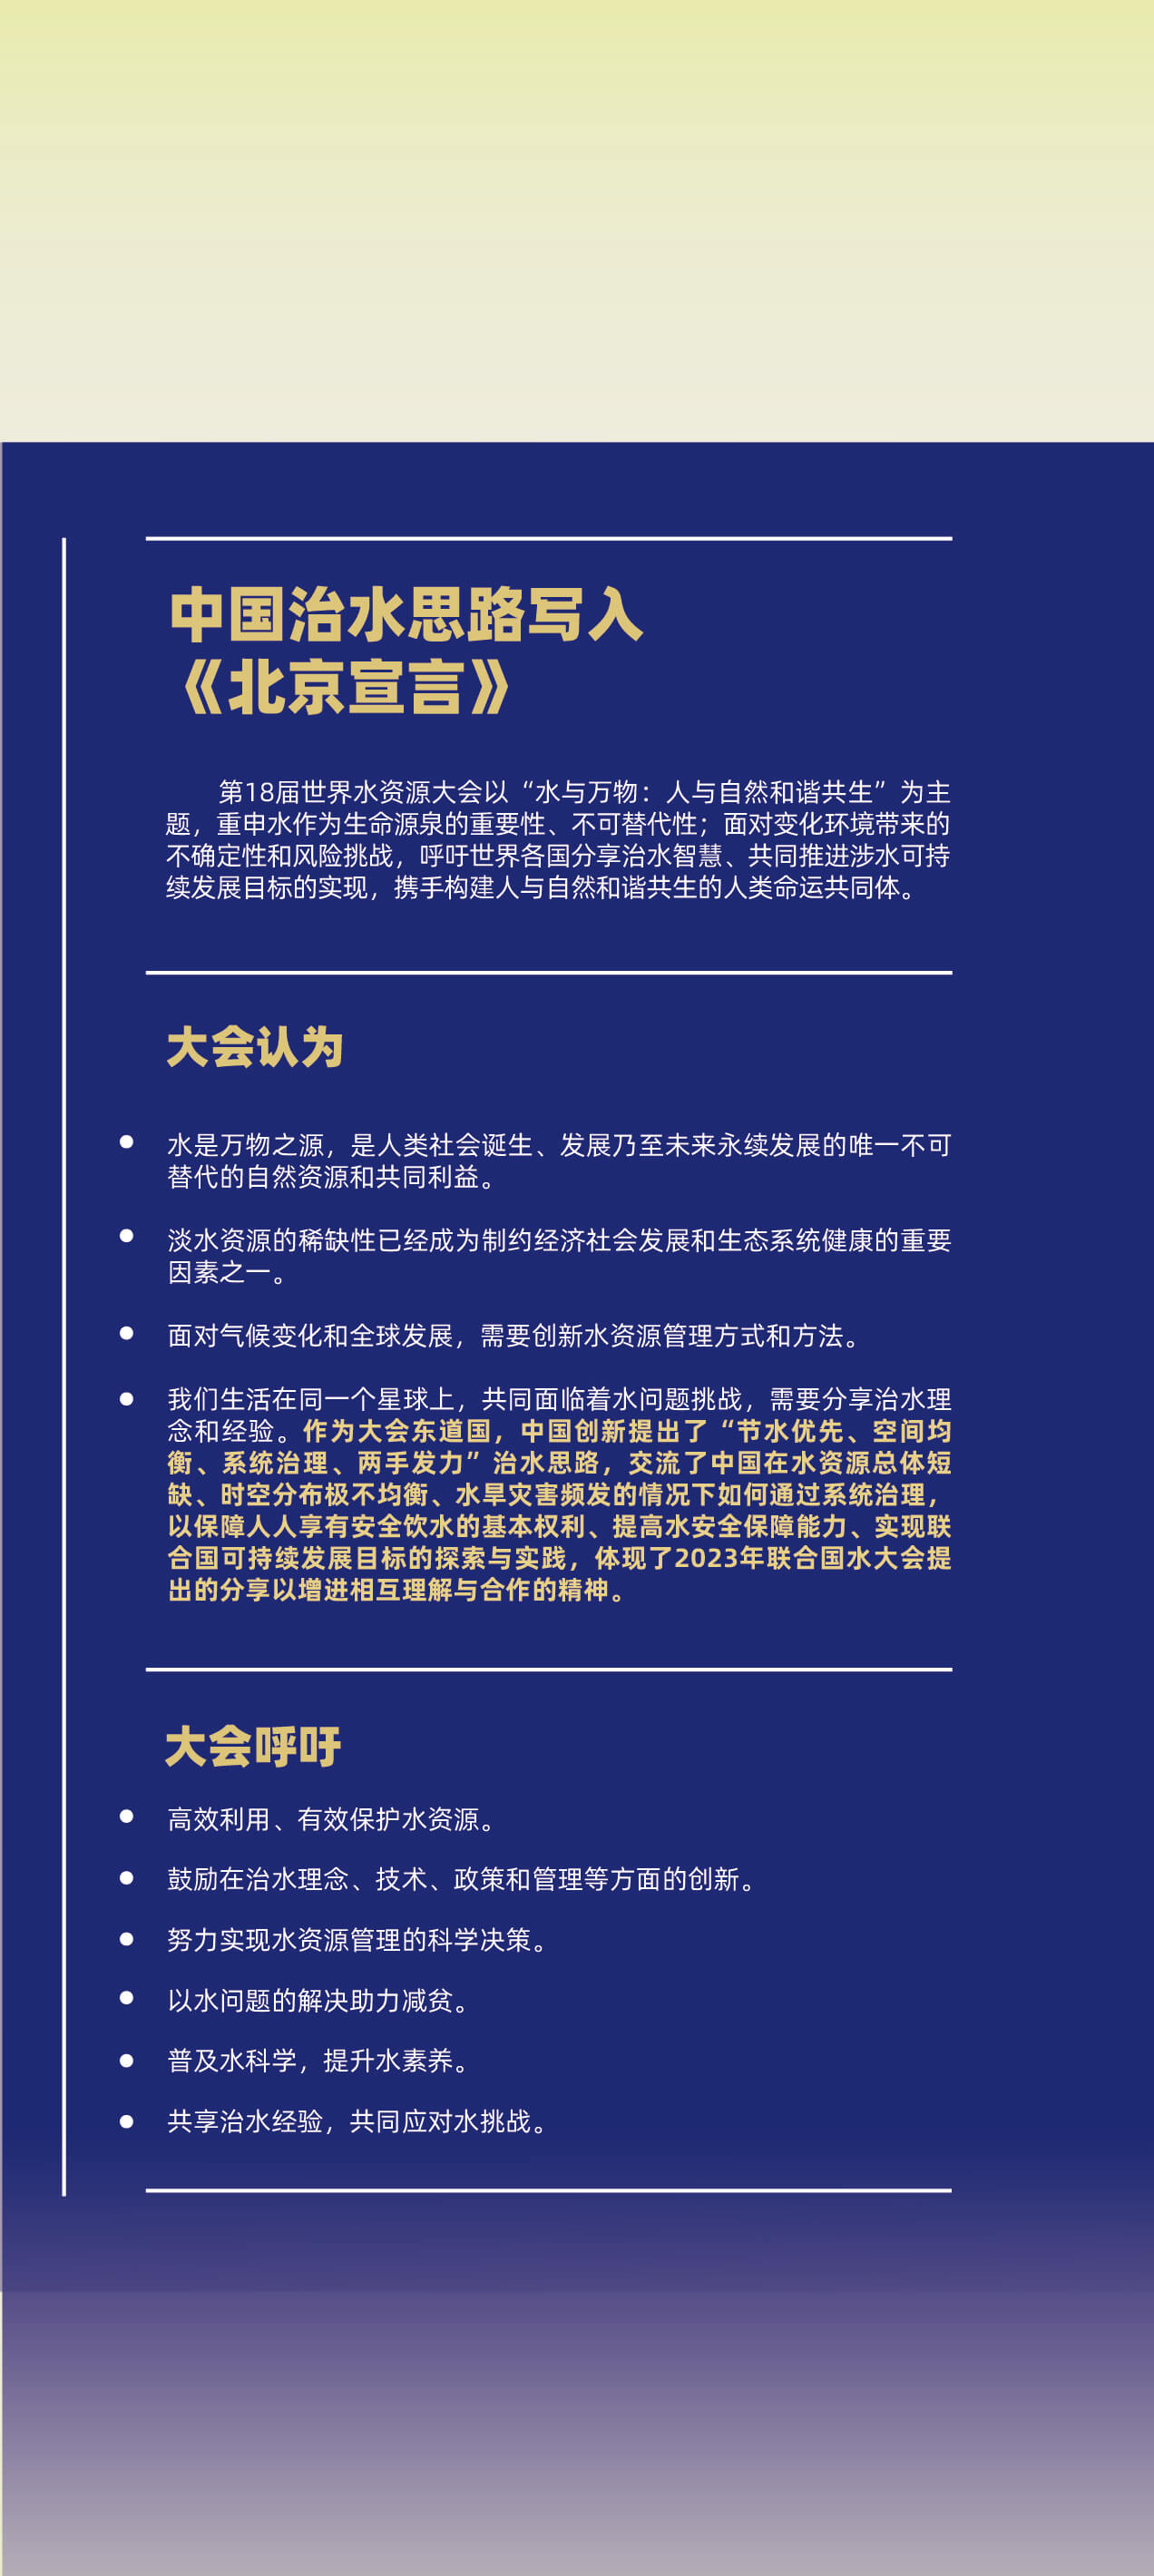 中国治水思路写入
《北京宣言》
第18届世界水资源大会以“水与万物：人与自然和谐共生”为主
题，重申水作为生命源泉的重要性、不可替代性；面对变化环境带来的
不确定性和风险挑战，呼吁世界各国分享治水智慧、共同推进涉水可持
续发展目标的实现，携手构建人与自然和谐共生的人类命运共同体。
大会认为
水是万物之源，是人类社会诞生、发展乃至未来永续发展的唯一不可
替代的自然资源和共同利益。
淡水资源的稀缺性已经成为制约经济社会发展和生态系统健康的重要
因素之一。
面对气候变化和全球发展，需要创新水资源管理方式和方法。
我们生活在同一个星球上，共同面临着水问题挑战，需要分享治水理
念和经验。作为大会东道国，中国创新提出了“节水优先、空间均
衡、系统治理、两手发力”治水思路，交流了中国在水资源总体短
缺、时空分布极不均衡、水旱灾害频发的情况下如何通过系统治理，
以保障人人享有安全饮水的基本权利、提高水安全保障能力、实现联
合国可持续发展目标的探索与实践，体现了2023年联合国水大会提
出的分享以增进相互理解与合作的精神。
大会呼吁
高效利用、有效保护水资源。
鼓励在治水理念、技术、政策和管理等方面的创新。
努力实现水资源管理的科学决策。
以水问题的解决助力减贫。
普及水科学，提升水素养。
共享治水经验，共同应对水挑战。